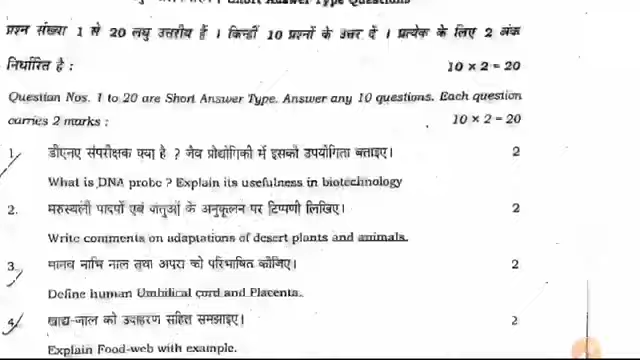 Short Answer Type Questions
प्रश्न संख्या 1 से 20 लघु उत्तरीय हैं । किन्हीं 10 प्रश्नों के उत्तर दें । प्रत्येक के लिए 2 अंक
निर्धारित है : 10 × 2 = 20
Question Nos. 1 to 20 are Short Answer Type. Answer any 10 questions. Each question
carries 2 marks : 10 × 2 = 20
1. डीएनए संपरीक्षक क्या है ? जैव प्रौद्योगिकी में इसकी उपयोगिता बताइए। 2
What is DNA probe ? Explain its usefulness in biotechnology
2. मरुस्थली पादपों एवं जंतुओं के अनुकूलन पर टिप्पणी लिखिए। 2
Write comments on adaptations of desert plants and animals.
3. मानव नाभि नाल तथा अपरा को परिभाषित कीजिए। 2
Define human Umbilical cord and Placenta.
4. खाद्य-जाल को उदाहरण सहित समझाइए। 2
Explain Food-web with example.